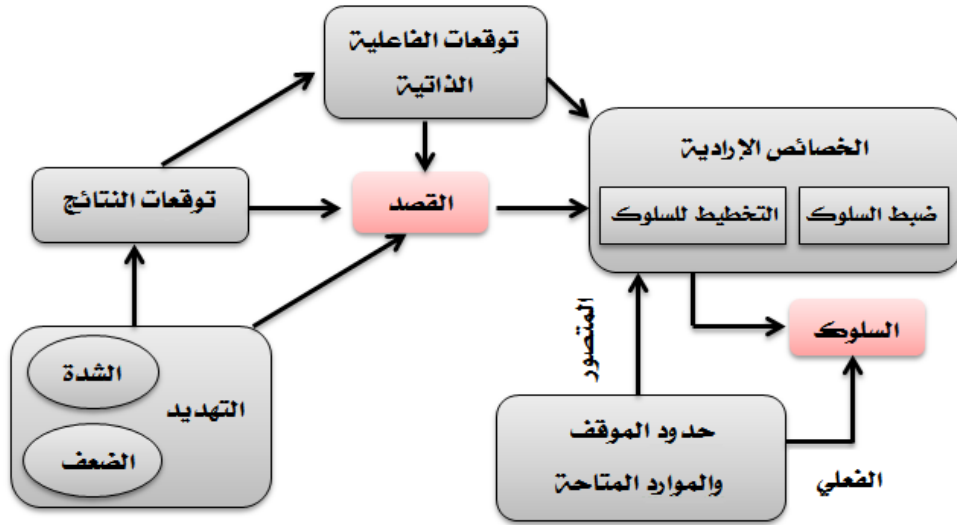 توقعات الفاعلية
الذاتية
الخصائص الإرادية
ضبط السلوك
التخطيط للسلوك
القصد
توقعات النتائج
السلوك
المتصور
الشدة
التهديد
الضعف
حدود الموقف
والموارد المتاحة
الفعلي